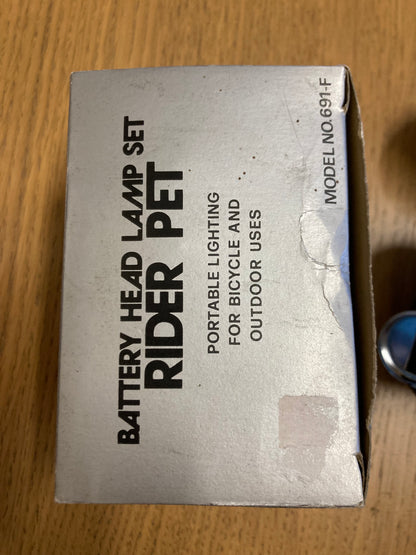 BATTERY HEAD LAMP SET
RIDER PET
PORTABLE LIGHTING
FOR BICYCLE AND
OUTDOOR USES
MODEL NO.691-F